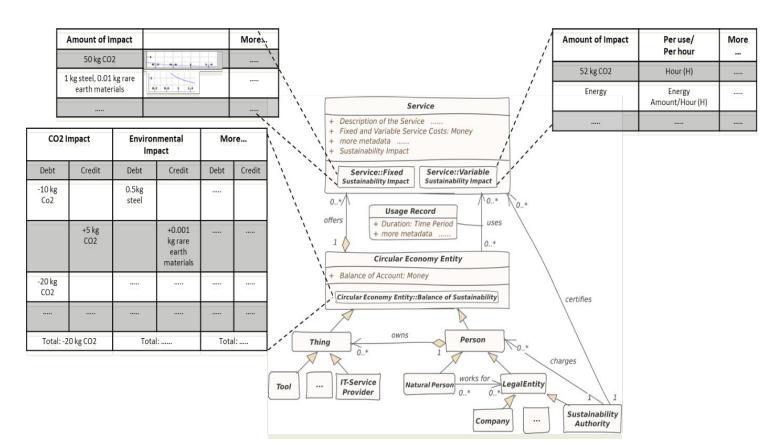 Amount of Impact More...
50 kg CO2 .....
1 kg steel, 0.01 kg rare earth materials .....
..... .....
Amount of Impact Per use/ Per hour More ...
52 kg CO2 Hour (H) .....
Energy Energy Amount/Hour (H) .....
..... ..... .....
CO2 Impact Environmental Impact More...
Debt Credit Debt Credit Debt Credit
-10 kg Co2 0.5kg steel .....
+5 kg CO2 +0.001 kg rare earth materials ..... .....
-20 kg CO2 ..... ..... ..... .....
..... ..... ..... ..... ..... .....
Total: -20 kg CO2 Total: ...... Total: .....
Service
+ Description of the Service ......
+ Fixed and Variable Service Costs: Money
+ more metadata ......
+ Sustainability Impact
Service::Fixed Sustainability Impact
Service::Variable Sustainability Impact
0..*
0..*
0..*
offers
Usage Record
+ Duration: Time Period
+ more metadata ......
uses
1
0..*
Circular Economy Entity
+ Balance of Account: Money
Circular Economy Entity::Balance of Sustainability
certifies
Thing
owns
0..*
1
Person
0..*
charges
Tool
...
IT-Service Provider
Natural Person
works for
0..*
0..*
LegalEntity
1
1
Company
...
Sustainability Authority